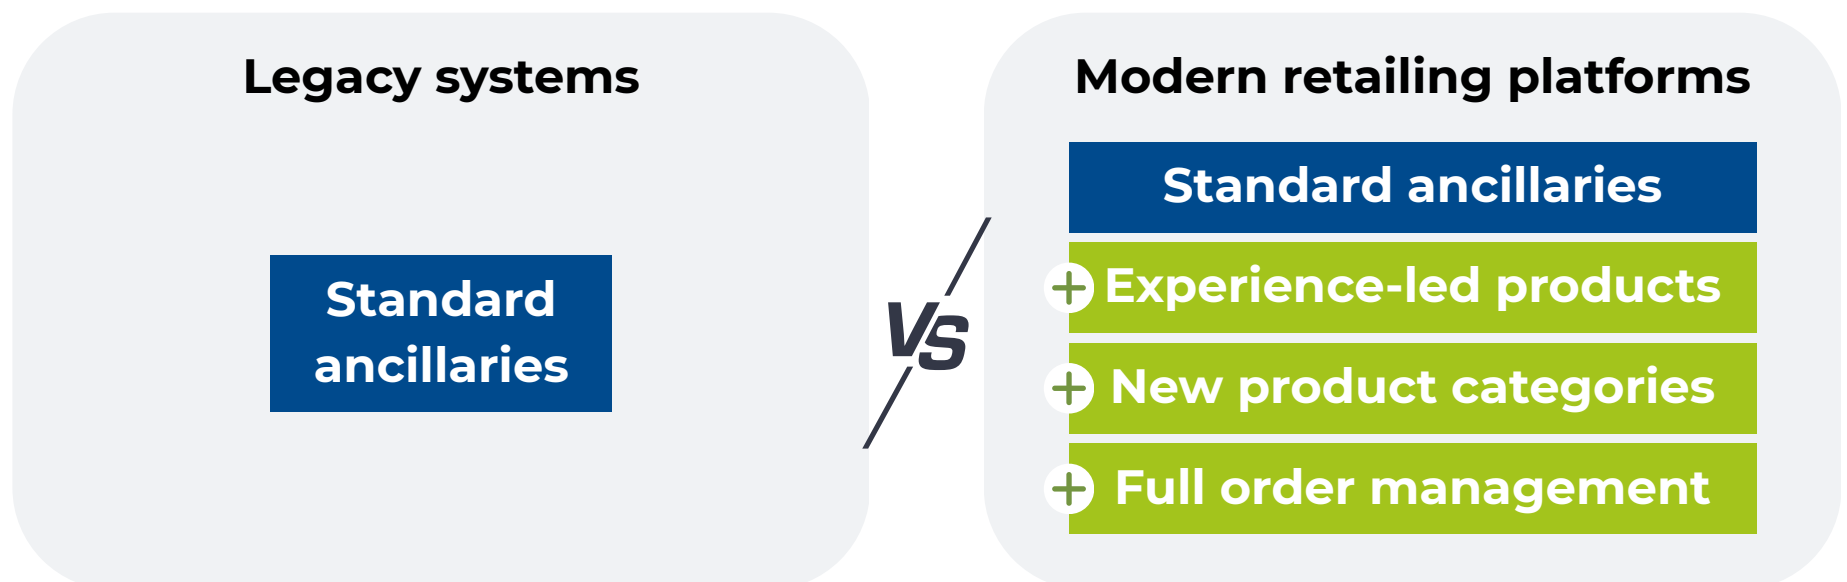 Legacy systems
Standard
ancillaries
VS
Modern retailing platforms
Standard ancillaries
+ Experience-led products
+ New product categories
+ Full order management